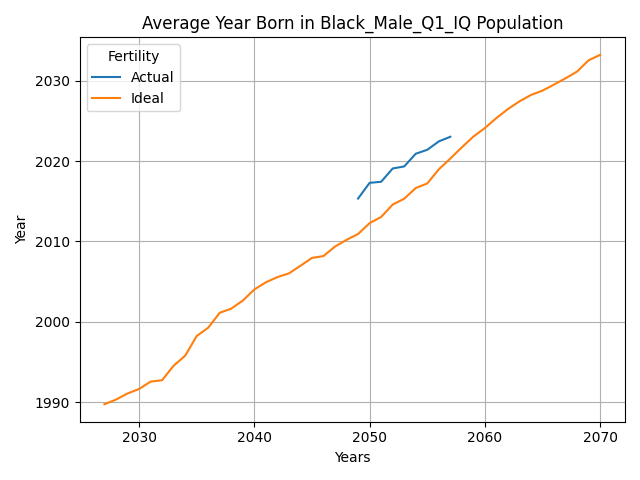 Average Year Born in Black_Male_Q1_IQ Population
Fertility
Actual
Ideal
Year
2030
2020
2010
2000
1990
2030 2040 2050 2060 2070
Years